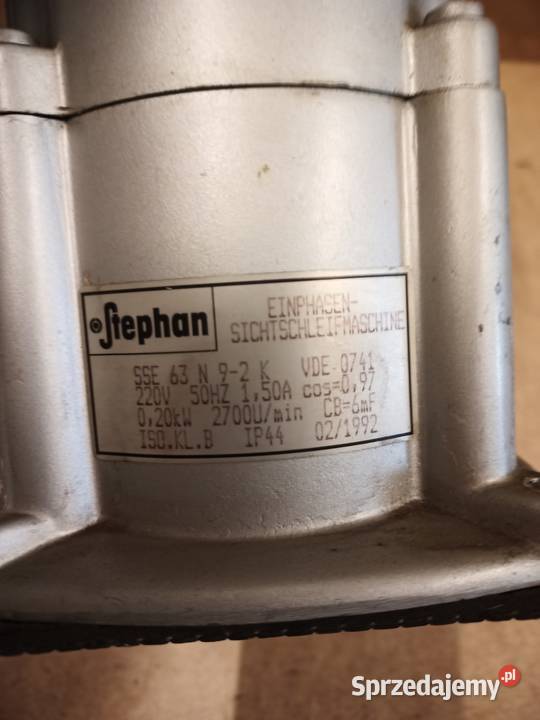 Stephan
EINPHASEN-
SICHTSCHLEIFMASCHINE
SSE 63 N 9-2 K VDE 0741
220V 50HZ 1,50A cos=0,97
0,20kW 2700U/min CB=6mF
ISO.KL.B IP44 02/1992
Sprzedajemy.pl